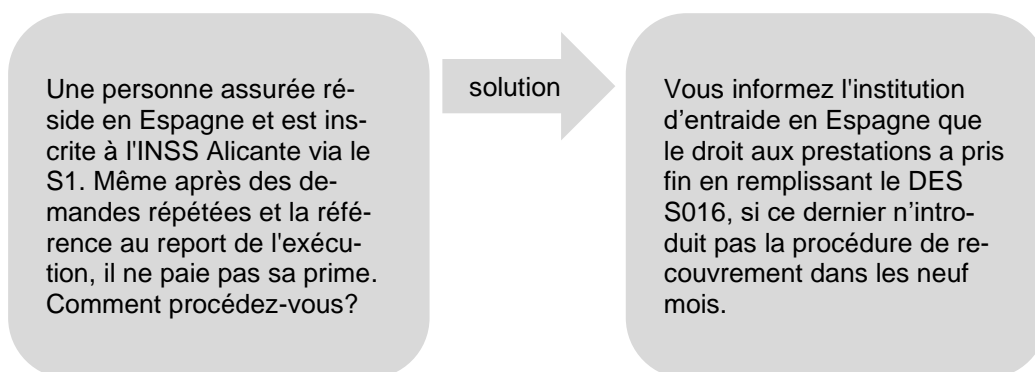 Une personne assurée ré-
side en Espagne et est ins-
crite à l'INSS Alicante via le
S1. Même après des de-
mandes répétées et la réfé-
rence au report de l'exécu-
tion, il ne paie pas sa prime.
Comment procédez-vous?
solution
Vous informez l'institution
d’entraide en Espagne que
le droit aux prestations a pris
fin en remplissant le DES
S016, si ce dernier n’intro-
duit pas la procédure de re-
couvrement dans les neuf
mois.